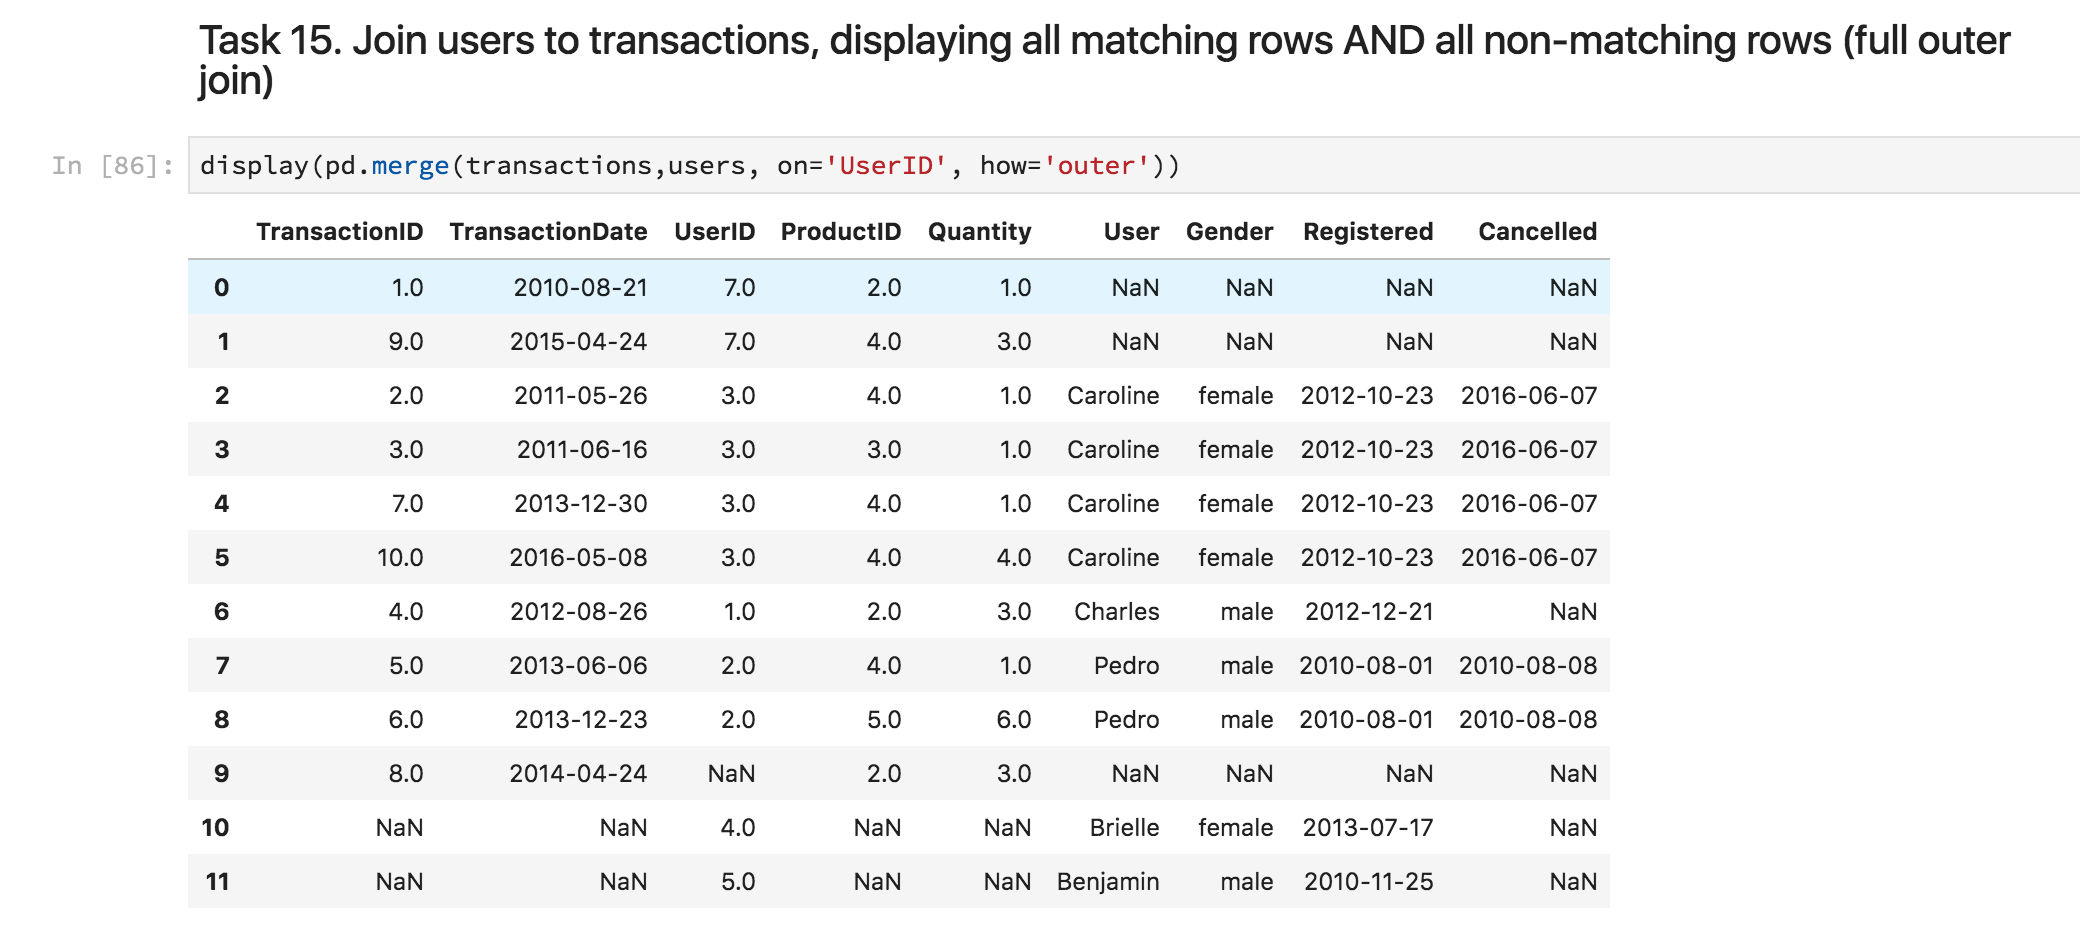 Task 15. Join users to transactions, displaying all matching rows AND all non-matching rows (full outer
join)
In [86]: display(pd.merge(transactions,users, on='UserID', how='outer'))
TransactionID TransactionDate UserID ProductID Quantity User Gender Registered Cancelled
0 1.0 2010-08-21 7.0 2.0 1.0 NaN NaN NaN NaN
1 9.0 2015-04-24 7.0 4.0 3.0 NaN NaN NaN NaN
2 2.0 2011-05-26 3.0 4.0 1.0 Caroline female 2012-10-23 2016-06-07
3 3.0 2011-06-16 3.0 3.0 1.0 Caroline female 2012-10-23 2016-06-07
4 7.0 2013-12-30 3.0 4.0 1.0 Caroline female 2012-10-23 2016-06-07
5 10.0 2016-05-08 3.0 4.0 4.0 Caroline female 2012-10-23 2016-06-07
6 4.0 2012-08-26 1.0 2.0 3.0 Charles male 2012-12-21 NaN
7 5.0 2013-06-06 2.0 4.0 1.0 Pedro male 2010-08-01 2010-08-08
8 6.0 2013-12-23 2.0 5.0 6.0 Pedro male 2010-08-01 2010-08-08
9 8.0 2014-04-24 NaN 2.0 3.0 NaN NaN NaN NaN
10 NaN NaN 4.0 NaN NaN Brielle female 2013-07-17 NaN
11 NaN NaN 5.0 NaN NaN Benjamin male 2010-11-25 NaN